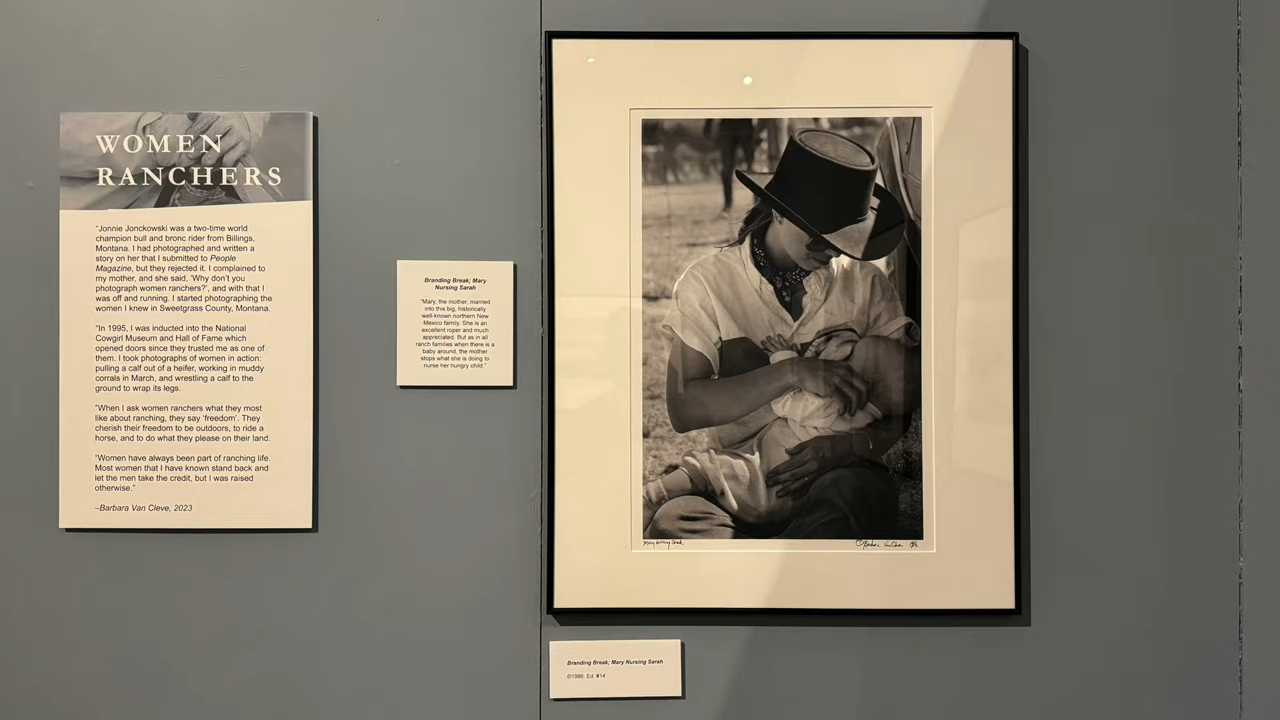 WOMEN
RANCHERS
"Jonnie Jonckowski was a two-time world
champion bull and bronc rider from Billings,
Montana. I had photographed and written a
story on her that I submitted to People
Magazine, but they rejected it. I complained to
my mother, and she said, 'Why don't you
photograph women ranchers?', and with that I
was off and running. I started photographing the
women I knew in Sweetgrass County, Montana.
"In 1995, I was inducted into the National
Cowgirl Museum and Hall of Fame which
opened doors since they trusted me as one of
them. I took photographs of women in action:
pulling a calf out of a heifer, working in muddy
corrals in March, and wrestling a calf to the
ground to wrap its legs.
"When I ask women ranchers what they most
like about ranching, they say 'freedom'. They
cherish their freedom to be outdoors, to ride a
horse, and to do what they please on their land.
"Women have always been part of ranching life.
Most women that I have known stand back and
let the men take the credit, but I was raised
otherwise."
–Barbara Van Cleve, 2023
Branding Break; Mary
Nursing Sarah
"Mary, the mother, married
into this big, historically
well-known northern New
Mexico family. She is an
excellent roper and much
appreciated. But as in all
ranch families when there is a
baby around, the mother
stops what she is doing to
nurse her hungry child."
Mary Nursing Sarah
© Barbara Van Cleve
Branding Break; Mary Nursing Sarah
©1986; Ed. #14